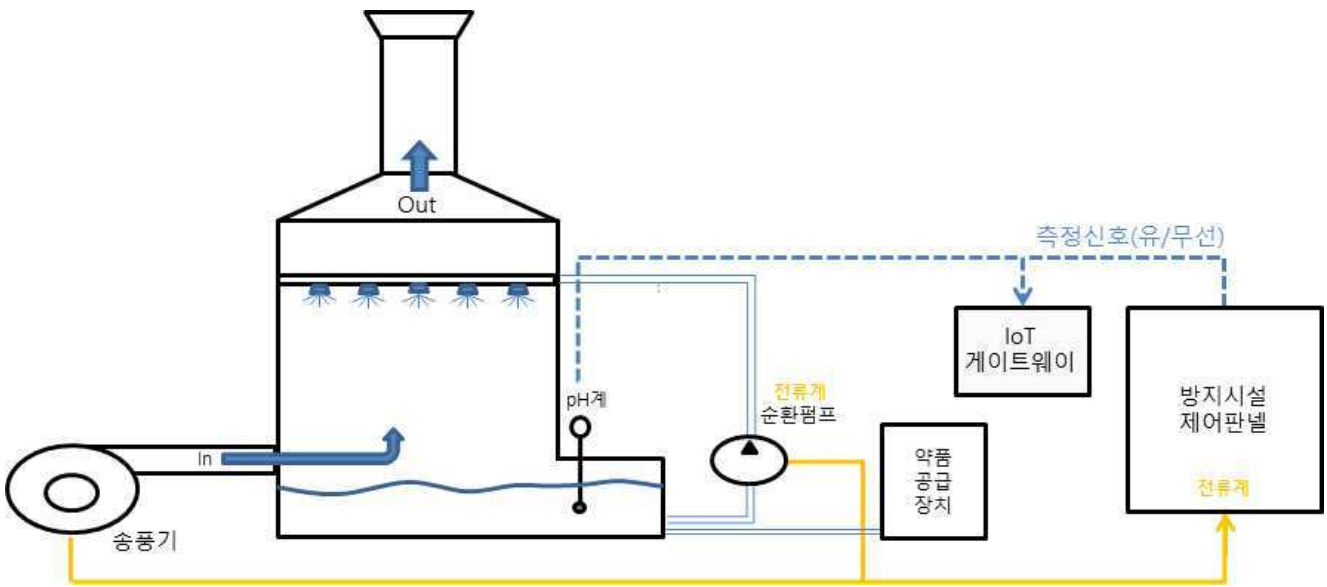 Out
측정신호(유/무선)
IoT
게이트웨이
방지시설
제어판넬
전류계
pH계
전류계
순환펌프
약품
공급
장치
In
송풍기